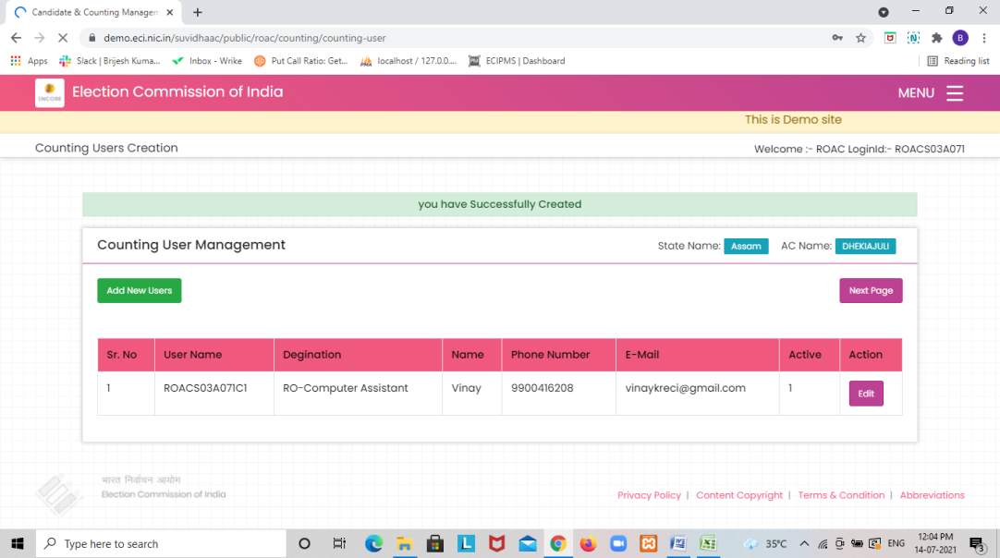 Candidate & Counting Managem
demo.eci.nic.in/suvidhaac/public/roac/counting/counting-user
B
Apps Slack | Brijesh Kuma... Inbox - Wrike Put Call Ratio: Get... localhost / 127.0.0.... PM ECIPMS | Dashboard Reading list
ENCORE Election Commission of India MENU
This is Demo site
Counting Users Creation Welcome :- ROAC LoginId:- ROACS03A071
you have Successfully Created
Counting User Management State Name: Assam AC Name: DHEKIAJULI
Add New Users Next Page
Sr. No User Name Degination Name Phone Number E-Mail Active Action
1 ROACS03A071C1 RO-Computer Assistant Vinay 9900416208 vinaykreci@gmail.com 1 Edit
भारत निर्वाचन आयोग
Election Commission of India
Privacy Policy | Content Copyright | Terms & Condition | Abbreviations
Type here to search 35°C ENG 12:04 PM
14-07-2021 3